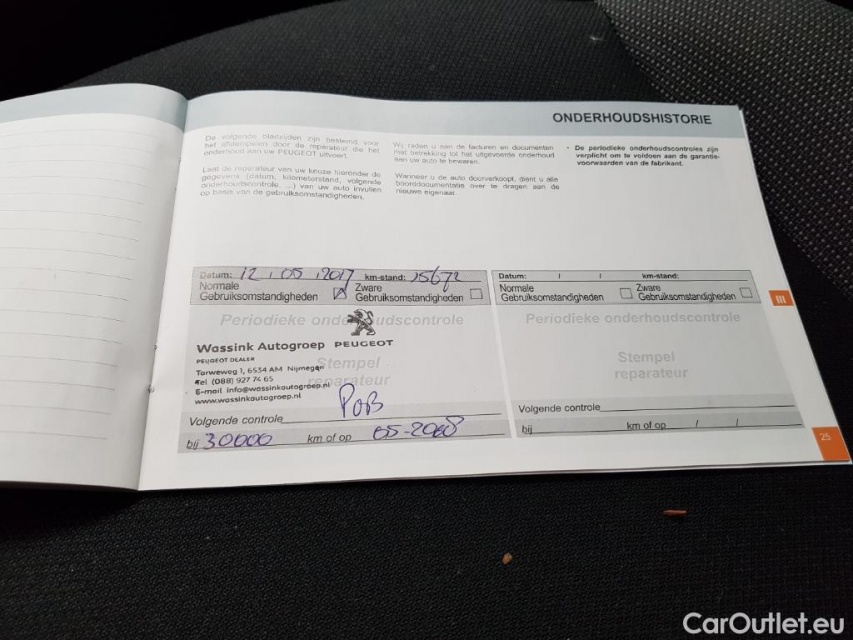 ONDERHOUDSHISTORIE
De volgende bladzijden zijn bestemd voor
het afstempelen door de reparateur die het
onderhoud aan uw PEUGEOT uitvoert.
Laat de reparateur van uw keuze hieronder de
gegevens (datum, kilometerstand, volgende
onderhoudscontrole, ...) van uw auto invullen
op basis van de gebruiksomstandigheden.
Wij raden u aan de facturen en documenten
met betrekking tot het uitgevoerde onderhoud
aan uw auto te bewaren.
Wanneer u de auto doorverkoopt, dient u alle
boorddocumentatie over te dragen aan de
nieuwe eigenaar.
• De periodieke onderhoudscontroles zijn
verplicht om te voldoen aan de garantie-
voorwaarden van de fabrikant.
Datum: 12 / 05 / 2017 km-stand: 15672
Normale
Gebruiksomstandigheden
Zware
Gebruiksomstandigheden
Periodieke onderhoudscontrole
Wassink Autogroep PEUGEOT
PEUGEOT DEALER
Tarweweg 1, 6534 AM Nijmegen
Tel (088) 927 74 65
E-mail info@wassinkautogroep.nl
www.wassinkautogroep.nl
Stempel
reparateur
Volgende controle
bij 30000 km of op 05-2018
Datum: / / km-stand:
Normale
Gebruiksomstandigheden
Zware
Gebruiksomstandigheden
Periodieke onderhoudscontrole
Stempel
reparateur
Volgende controle
bij km of op / /
III
25
CarOutlet.eu